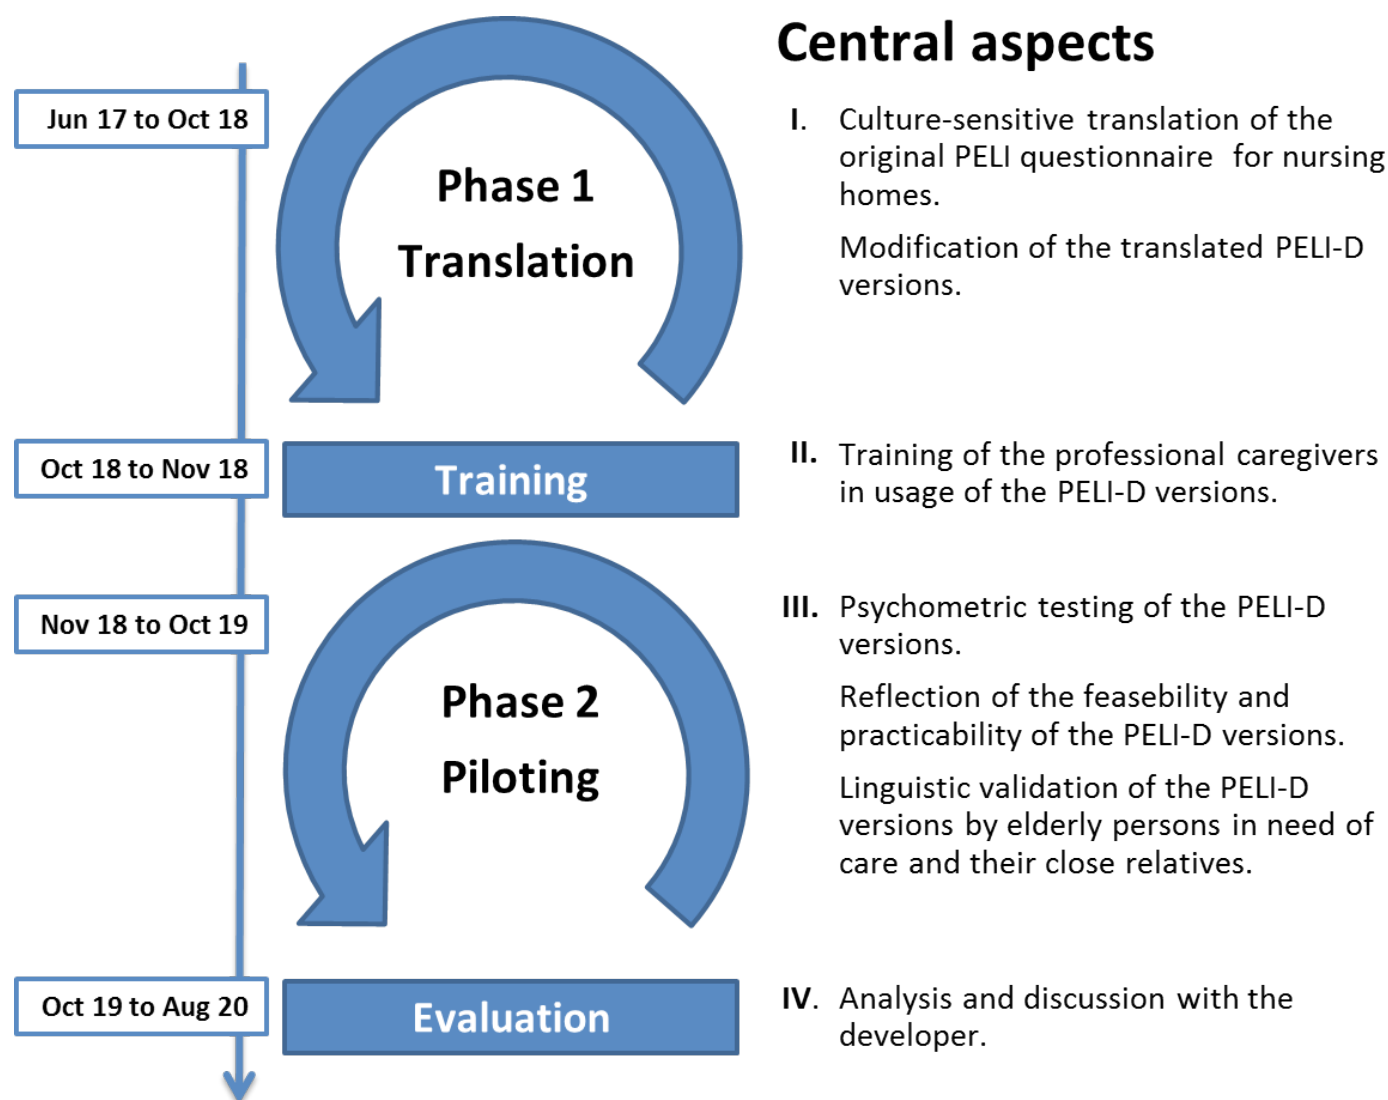 Central aspects
Jun 17 to Oct 18
Phase 1
Translation
I. Culture-sensitive translation of the
original PELI questionnaire for nursing
homes.
Modification of the translated PELI-D
versions.
Oct 18 to Nov 18
Training
II. Training of the professional caregivers
in usage of the PELI-D versions.
Nov 18 to Oct 19
Phase 2
Piloting
III. Psychometric testing of the PELI-D
versions.
Reflection of the feasebility and
practicability of the PELI-D versions.
Linguistic validation of the PELI-D
versions by elderly persons in need of
care and their close relatives.
Oct 19 to Aug 20
Evaluation
IV. Analysis and discussion with the
developer.